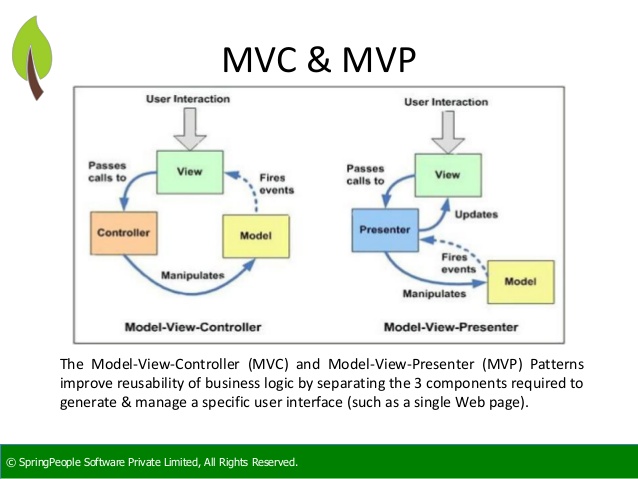 MVC & MVP
User Interaction
View
Passes
calls to
Fires
events
Controller
Model
Manipulates
Model-View-Controller
User Interaction
View
Passes
calls to
Updates
Presenter
Fires
events
Model
Manipulates
Model-View-Presenter
The Model-View-Controller (MVC) and Model-View-Presenter (MVP) Patterns
improve reusability of business logic by separating the 3 components required to
generate & manage a specific user interface (such as a single Web page).
© SpringPeople Software Private Limited, All Rights Reserved.